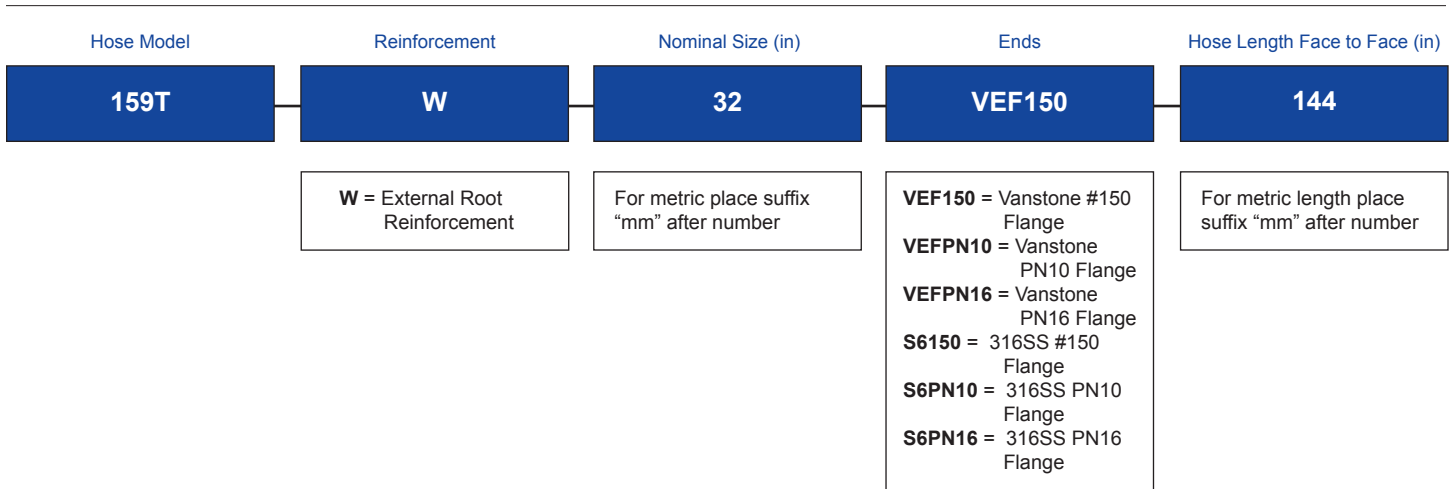 Hose Model
Reinforcement
Nominal Size (in)
Ends
Hose Length Face to Face (in)
159T
W
32
VEF150
144
W = External Root
Reinforcement
For metric place suffix
“mm” after number
VEF150 = Vanstone #150
Flange
VEFPN10 = Vanstone
PN10 Flange
VEFPN16 = Vanstone
PN16 Flange
S6150 = 316SS #150
Flange
S6PN10 = 316SS PN10
Flange
S6PN16 = 316SS PN16
Flange
For metric length place
suffix “mm” after number